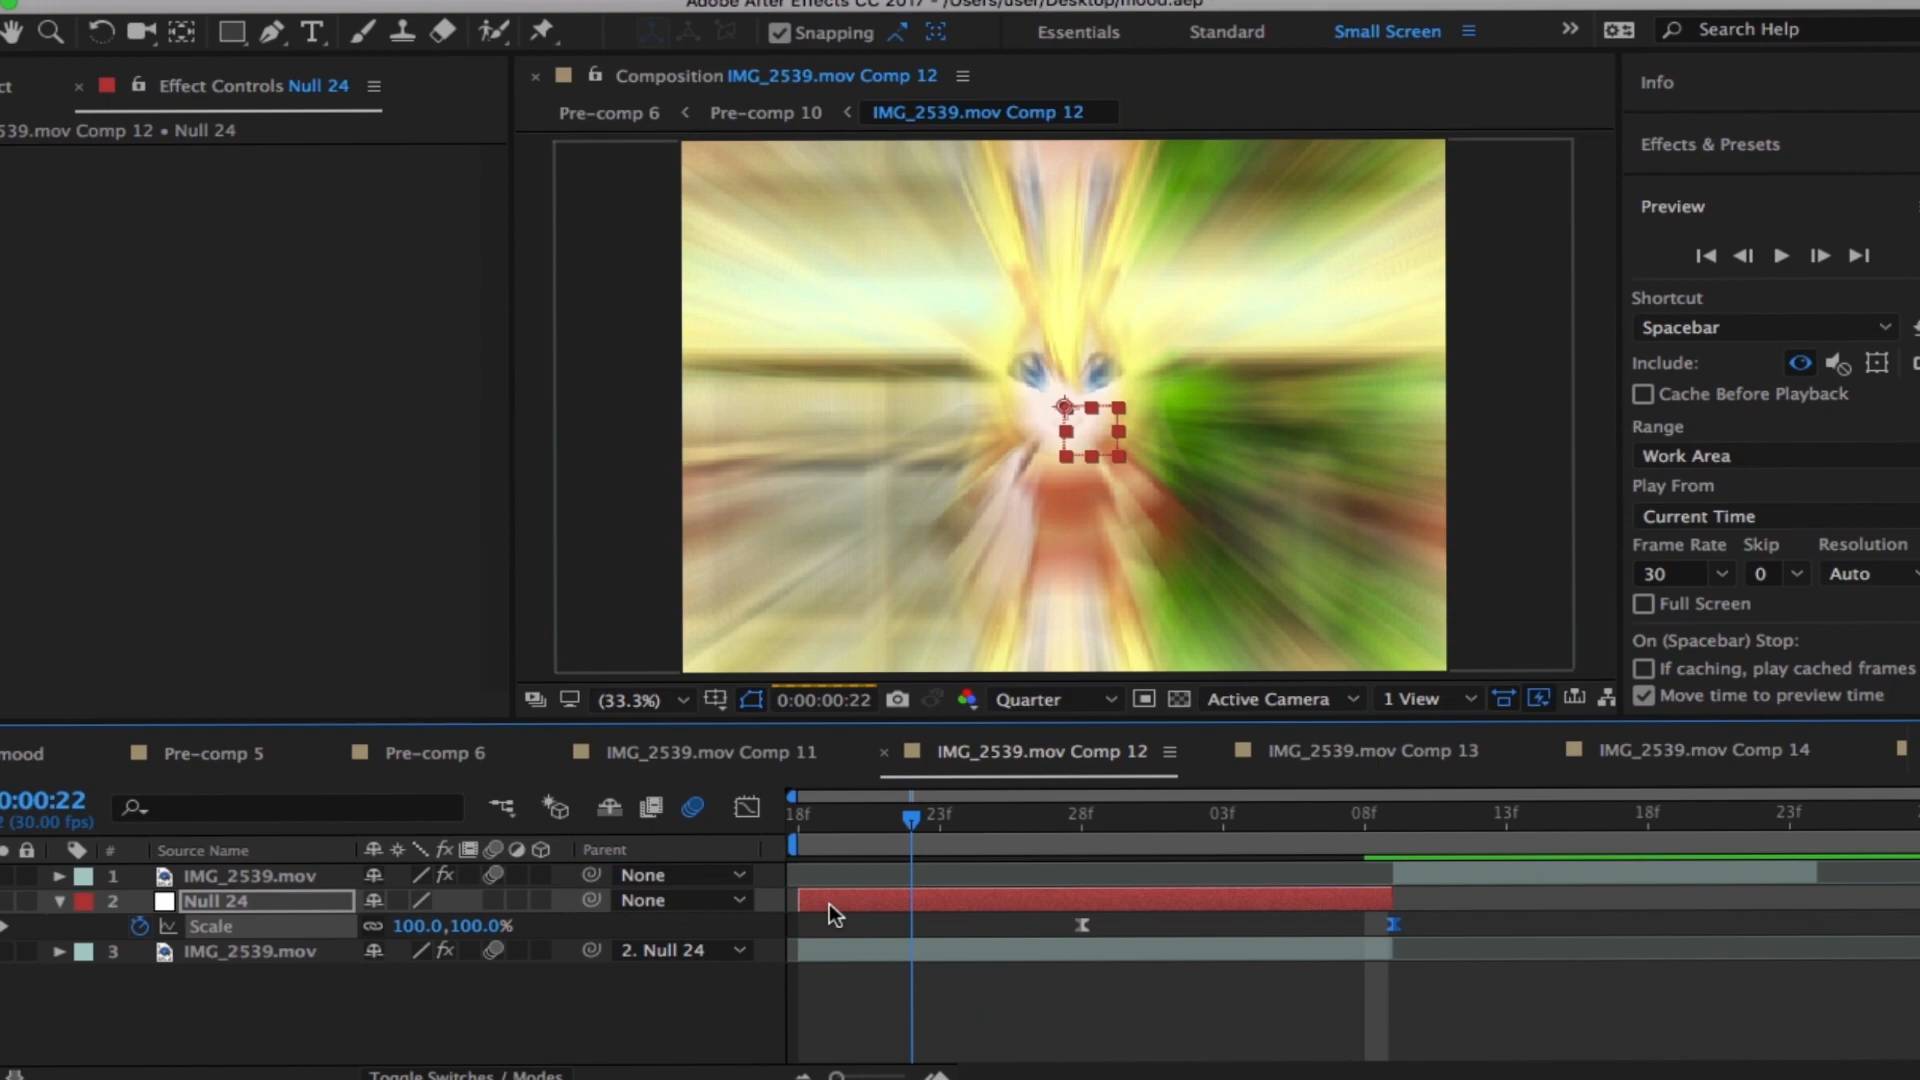 Adobe After Effects CC 2017 - /Users/user/Desktop/mood.aep *
T Snapping Essentials Standard Small Screen Search Help
ct Effect Controls Null 24
39.mov Comp 12 • Null 24
Composition IMG_2539.mov Comp 12
Pre-comp 6 Pre-comp 10 IMG_2539.mov Comp 12
Info
Effects & Presets
Preview
Shortcut
Spacebar
Include:
Cache Before Playback
Range
Work Area
Play From
Current Time
Frame Rate Skip Resolution
30 0 Auto
Full Screen
On (Spacebar) Stop:
If caching, play cached frames
Move time to preview time
(33.3%) 0:00:00:22 Quarter Active Camera 1 View
mood Pre-comp 5 Pre-comp 6 IMG_2539.mov Comp 11 IMG_2539.mov Comp 12 IMG_2539.mov Comp 13 IMG_2539.mov Comp 14
0:00:22
2 (30.00 fps)
18f 23f 28f 03f 08f 13f 18f 23f
# Source Name fx Parent
1 IMG_2539.mov fx None
2 Null 24 None
Scale 100.0,100.0%
3 IMG_2539.mov fx 2. Null 24
Toggle Switches / Modes